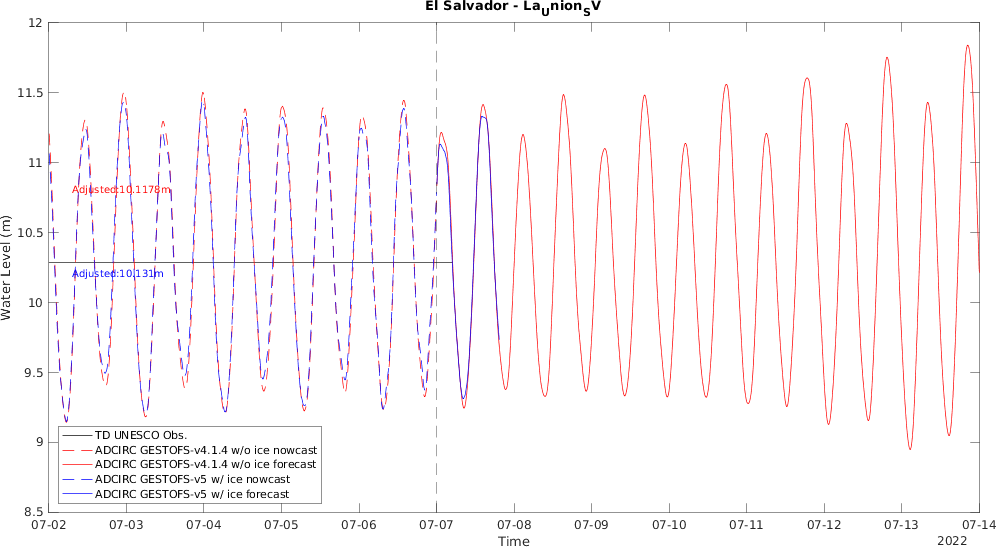 El Salvador - LaUnionSV
12
11.5
11
10.5
10
9.5
9
8.5
Water Level (m)
Adjusted:10.1178m
Adjusted:10.131m
TD UNESCO Obs.
ADCIRC GESTOFS-v4.1.4 w/o ice nowcast
ADCIRC GESTOFS-v4.1.4 w/o ice forecast
ADCIRC GESTOFS-v5 w/ ice nowcast
ADCIRC GESTOFS-v5 w/ ice forecast
07-02 07-03 07-04 07-05 07-06 07-07 07-08 07-09 07-10 07-11 07-12 07-13 07-14
Time
2022